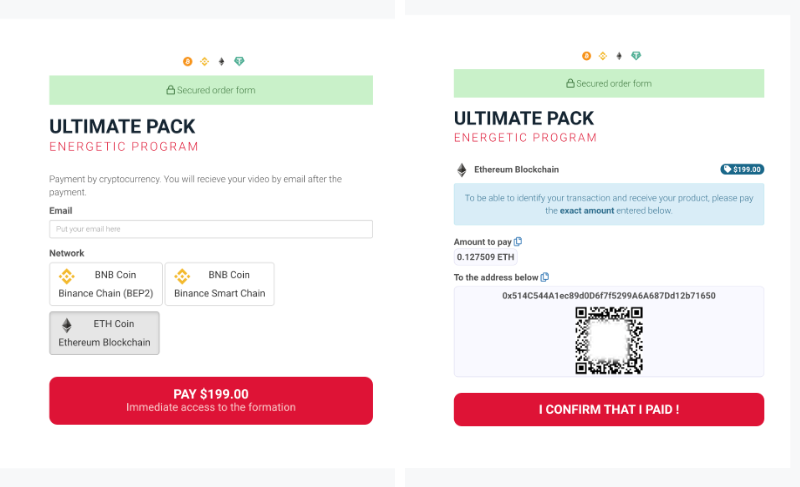 Secured order form
ULTIMATE PACK
ENERGETIC PROGRAM
Payment by cryptocurrency. You will recieve your video by email after the
payment.
Email
Put your email here
Network
BNB Coin
Binance Chain (BEP2)
BNB Coin
Binance Smart Chain
ETH Coin
Ethereum Blockchain
PAY $199.00
Immediate access to the formation
Secured order form
ULTIMATE PACK
ENERGETIC PROGRAM
Ethereum Blockchain
$199.00
To be able to identify your transaction and receive your product, please pay
the exact amount entered below.
Amount to pay
0.127509 ETH
To the address below
0x514C544A1ec89d0D6f7f5299A6A687Dd12b71650
I CONFIRM THAT I PAID !